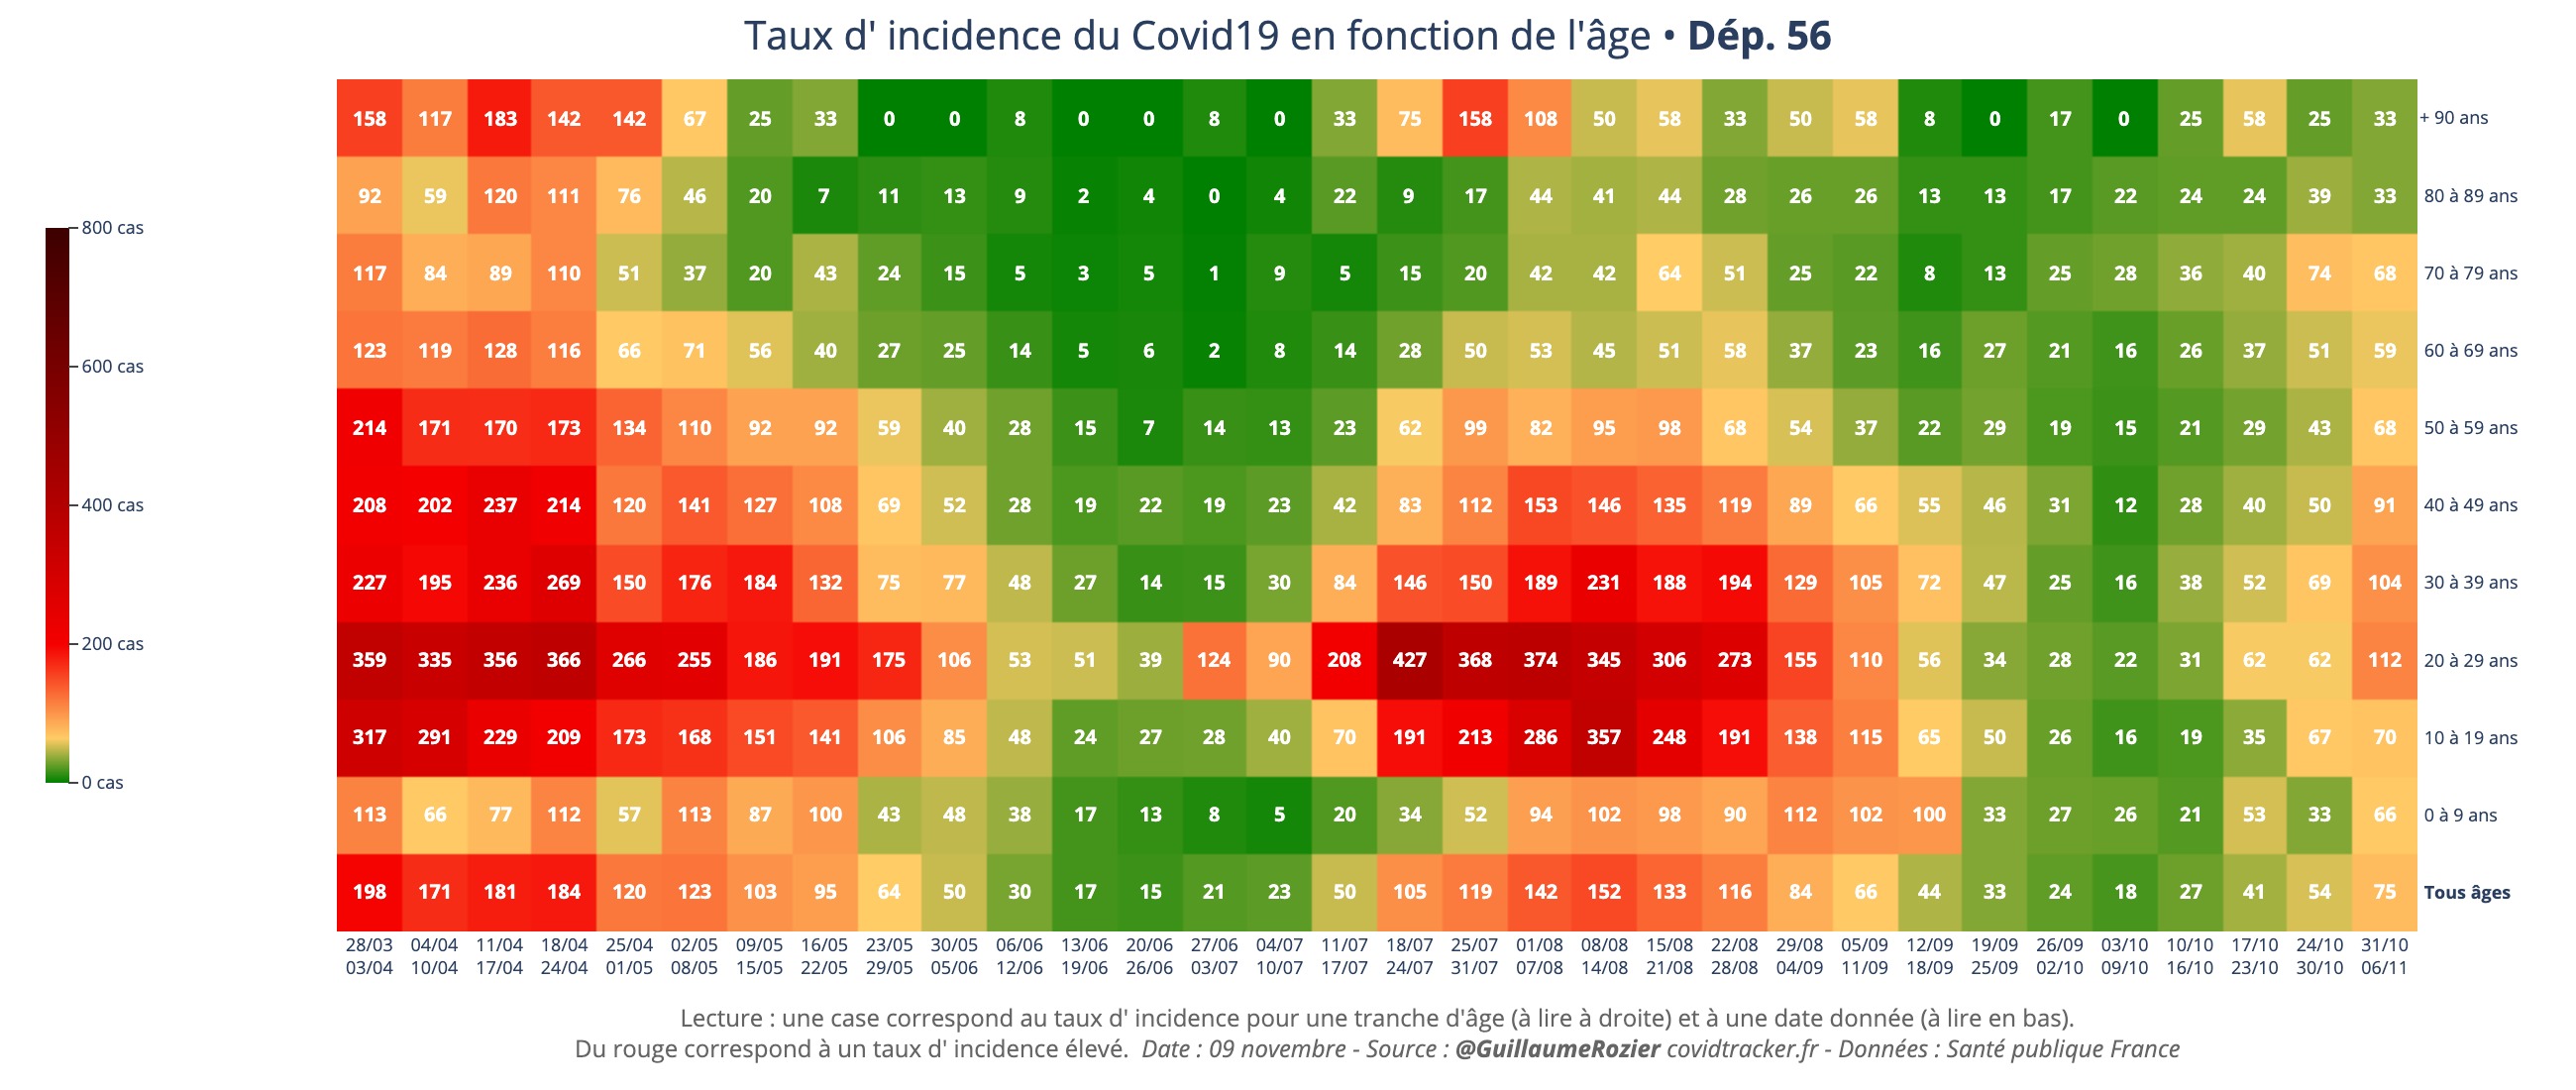 Taux d' incidence du Covid19 en fonction de l'âge • Dép. 56
158 117 183 142 142 67 25 33 0 0 8 0 0 8 0 33 75 158 108 50 58 33 50 58 8 0 17 0 25 58 25 33 + 90 ans
92 59 120 111 76 46 20 7 11 13 9 2 4 0 4 22 9 17 44 41 44 28 26 26 13 13 17 22 24 24 39 33 80 à 89 ans
117 84 89 110 51 37 20 43 24 15 5 3 5 1 9 5 15 20 42 42 64 51 25 22 8 13 25 28 36 40 74 68 70 à 79 ans
123 119 128 116 66 71 56 40 27 25 14 5 6 2 8 14 28 50 53 45 51 58 37 23 16 27 21 16 26 37 51 59 60 à 69 ans
214 171 170 173 134 110 92 92 59 40 28 15 7 14 13 23 62 99 82 95 98 68 54 37 22 29 19 15 21 29 43 68 50 à 59 ans
208 202 237 214 120 141 127 108 69 52 28 19 22 19 23 42 83 112 153 146 135 119 89 66 55 46 31 12 28 40 50 91 40 à 49 ans
227 195 236 269 150 176 184 132 75 77 48 27 14 15 30 84 146 150 189 231 188 194 129 105 72 47 25 16 38 52 69 104 30 à 39 ans
359 335 356 366 266 255 186 191 175 106 53 51 39 124 90 208 427 368 374 345 306 273 155 110 56 34 28 22 31 62 62 112 20 à 29 ans
317 291 229 209 173 168 151 141 106 85 48 24 27 28 40 70 191 213 286 357 248 191 138 115 65 50 26 16 19 35 67 70 10 à 19 ans
113 66 77 112 57 113 87 100 43 48 38 17 13 8 5 20 34 52 94 102 98 90 112 102 100 33 27 26 21 53 33 66 0 à 9 ans
198 171 181 184 120 123 103 95 64 50 30 17 15 21 23 50 105 119 142 152 133 116 84 66 44 33 24 18 27 41 54 75 Tous âges
28/03 04/04 11/04 18/04 25/04 02/05 09/05 16/05 23/05 30/05 06/06 13/06 20/06 27/06 04/07 11/07 18/07 25/07 01/08 08/08 15/08 22/08 29/08 05/09 12/09 19/09 26/09 03/10 10/10 17/10 24/10 31/10
03/04 10/04 17/04 24/04 01/05 08/05 15/05 22/05 29/05 05/06 12/06 19/06 26/06 03/07 10/07 17/07 24/07 31/07 07/08 14/08 21/08 28/08 04/09 11/09 18/09 25/09 02/10 09/10 16/10 23/10 30/10 06/11
800 cas
600 cas
400 cas
200 cas
0 cas
Lecture : une case correspond au taux d' incidence pour une tranche d'âge (à lire à droite) et à une date donnée (à lire en bas).
Du rouge correspond à un taux d' incidence élevé. Date : 09 novembre - Source : @GuillaumeRozier covidtracker.fr - Données : Santé publique France